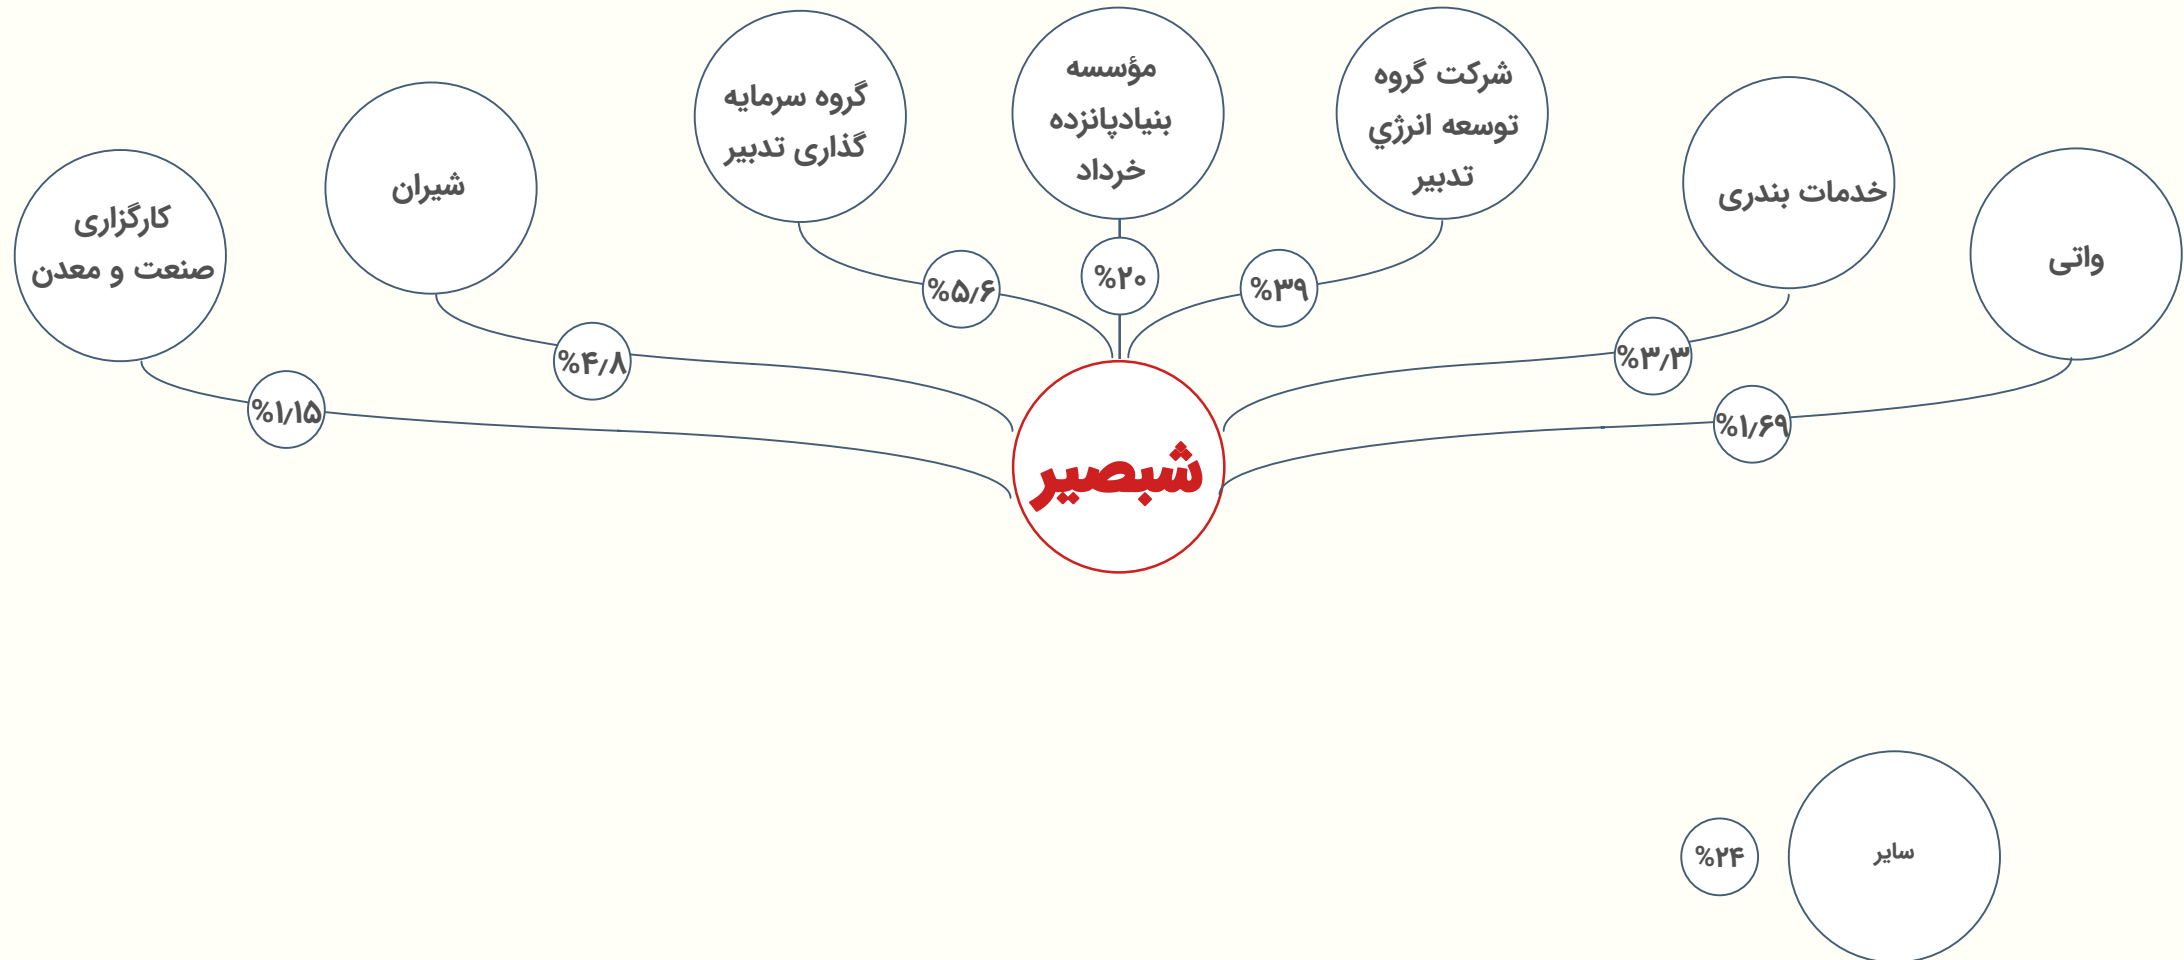 مؤسسه
بنیادپانزده
خرداد
%۲۰
شرکت گروه
توسعه انرژي
تدبیر
%۳۹
گروه سرمایه
گذاری تدبیر
%۵٫۶
خدمات بندری
%۳٫۳
شیران
%۴٫۸
واتی
%۱٫۶۹
کارگزاری
صنعت و معدن
%۱٫۱۵
شبصیر
سایر
%۲۴